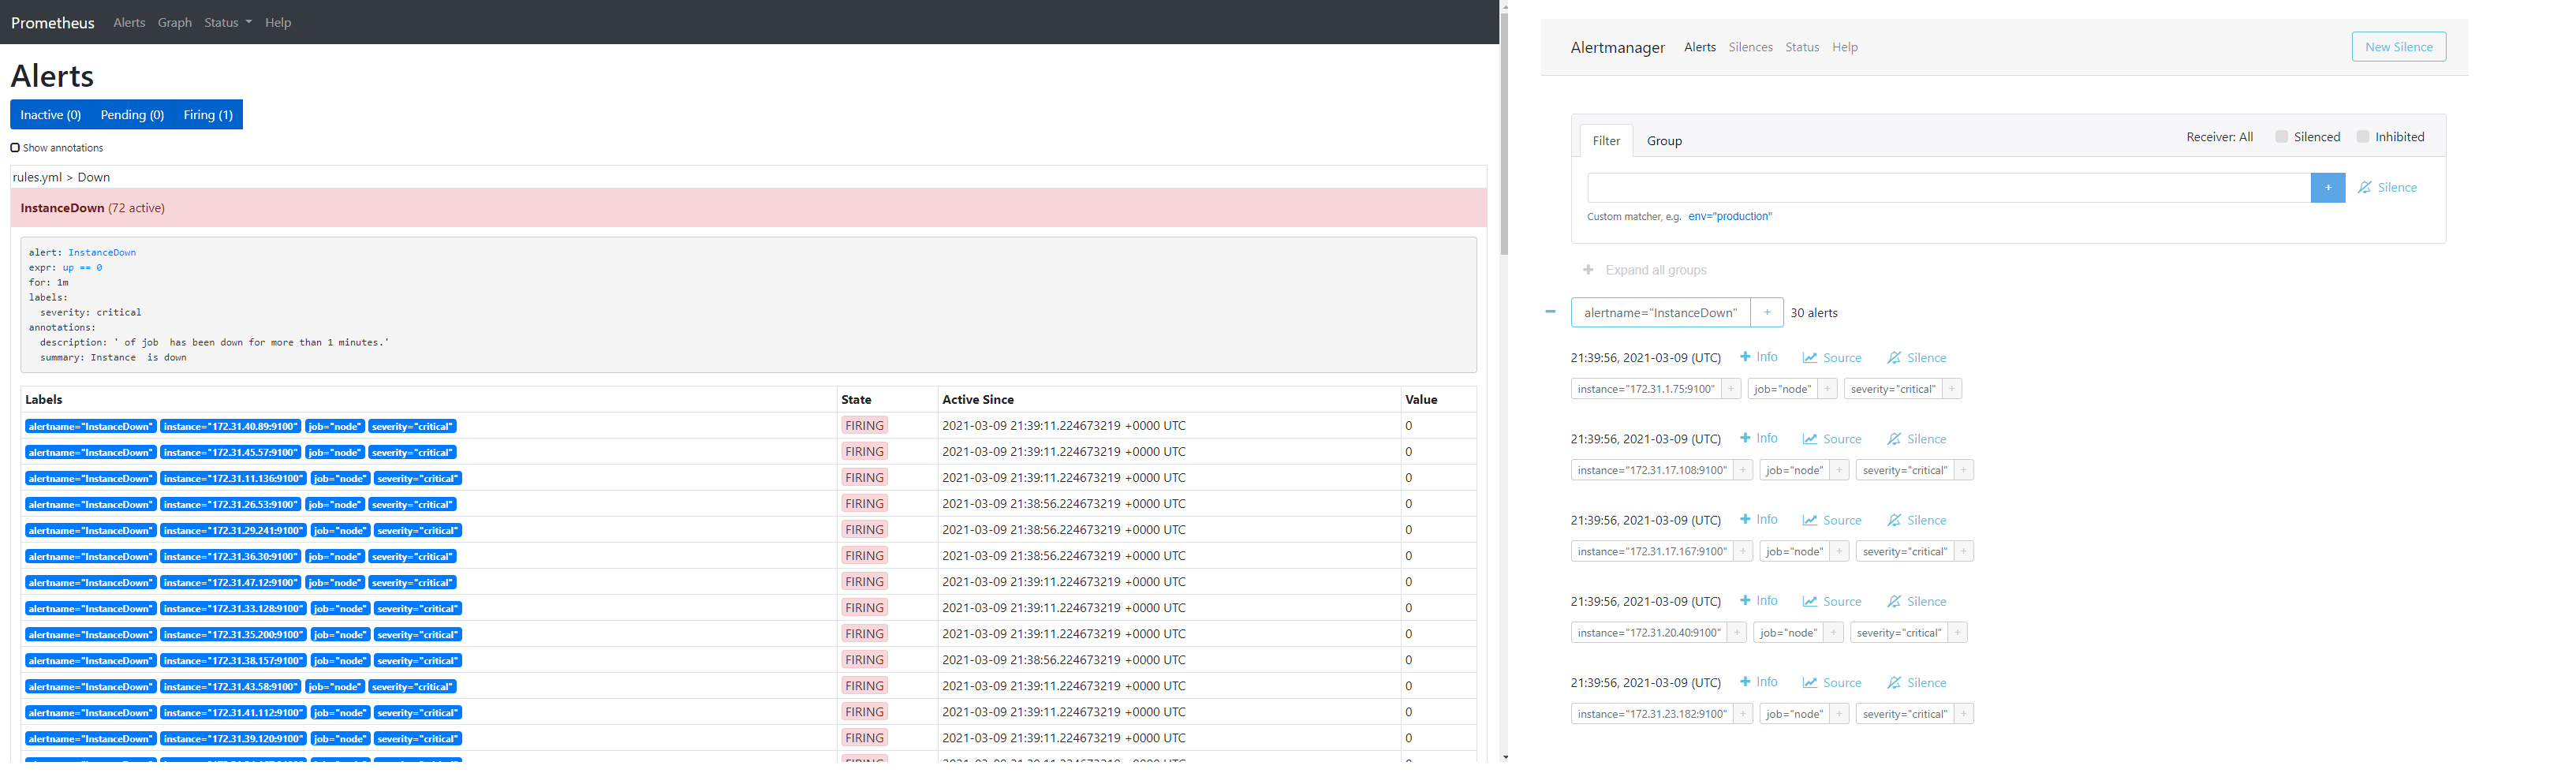 Prometheus Alerts Graph Status Help
Alerts
Inactive (0) Pending (0) Firing (1)
Show annotations
rules.yml > Down
InstanceDown (72 active)
alert: InstanceDown
expr: up == 0
for: 1m
labels:
severity: critical
annotations:
description: ' of job  has been down for more than 1 minutes.'
summary: Instance  is down
Labels State Active Since Value
alertname="InstanceDown" instance="172.31.40.89:9100" job="node" severity="critical" FIRING 2021-03-09 21:39:11.224673219 +0000 UTC 0
alertname="InstanceDown" instance="172.31.45.57:9100" job="node" severity="critical" FIRING 2021-03-09 21:39:11.224673219 +0000 UTC 0
alertname="InstanceDown" instance="172.31.11.136:9100" job="node" severity="critical" FIRING 2021-03-09 21:39:11.224673219 +0000 UTC 0
alertname="InstanceDown" instance="172.31.26.53:9100" job="node" severity="critical" FIRING 2021-03-09 21:38:56.224673219 +0000 UTC 0
alertname="InstanceDown" instance="172.31.29.241:9100" job="node" severity="critical" FIRING 2021-03-09 21:38:56.224673219 +0000 UTC 0
alertname="InstanceDown" instance="172.31.36.30:9100" job="node" severity="critical" FIRING 2021-03-09 21:38:56.224673219 +0000 UTC 0
alertname="InstanceDown" instance="172.31.47.12:9100" job="node" severity="critical" FIRING 2021-03-09 21:39:11.224673219 +0000 UTC 0
alertname="InstanceDown" instance="172.31.33.128:9100" job="node" severity="critical" FIRING 2021-03-09 21:39:11.224673219 +0000 UTC 0
alertname="InstanceDown" instance="172.31.35.200:9100" job="node" severity="critical" FIRING 2021-03-09 21:39:11.224673219 +0000 UTC 0
alertname="InstanceDown" instance="172.31.38.157:9100" job="node" severity="critical" FIRING 2021-03-09 21:38:56.224673219 +0000 UTC 0
alertname="InstanceDown" instance="172.31.43.58:9100" job="node" severity="critical" FIRING 2021-03-09 21:39:11.224673219 +0000 UTC 0
alertname="InstanceDown" instance="172.31.41.112:9100" job="node" severity="critical" FIRING 2021-03-09 21:39:11.224673219 +0000 UTC 0
alertname="InstanceDown" instance="172.31.39.120:9100" job="node" severity="critical" FIRING 2021-03-09 21:39:11.224673219 +0000 UTC 0
Alertmanager Alerts Silences Status Help New Silence
Filter Group Receiver: All Silenced Inhibited
+ Silence
Custom matcher, e.g. env="production"
+ Expand all groups
− alertname="InstanceDown" + 30 alerts
21:39:56, 2021-03-09 (UTC) + Info Source Silence
instance="172.31.1.75:9100" + job="node" + severity="critical" +
21:39:56, 2021-03-09 (UTC) + Info Source Silence
instance="172.31.17.108:9100" + job="node" + severity="critical" +
21:39:56, 2021-03-09 (UTC) + Info Source Silence
instance="172.31.17.167:9100" + job="node" + severity="critical" +
21:39:56, 2021-03-09 (UTC) + Info Source Silence
instance="172.31.20.40:9100" + job="node" + severity="critical" +
21:39:56, 2021-03-09 (UTC) + Info Source Silence
instance="172.31.23.182:9100" + job="node" + severity="critical" +